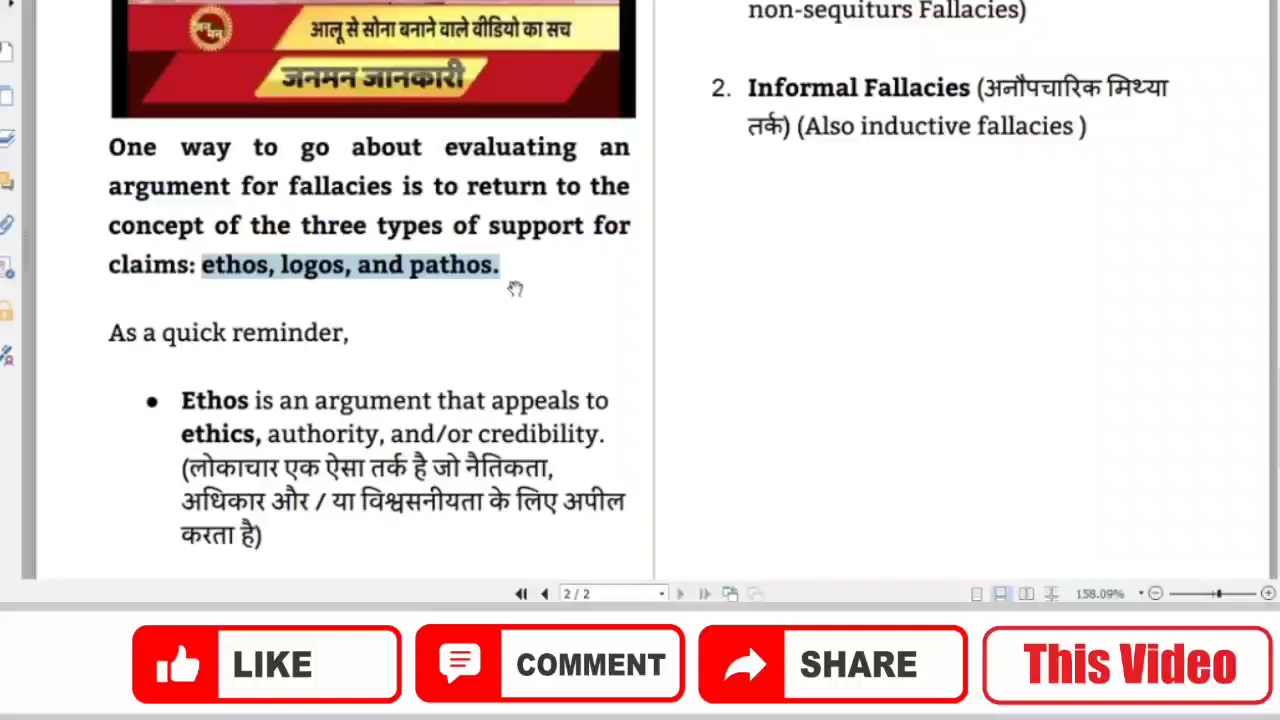 आलू से सोना बनाने वाले वीडियो का सच
जनमन जानकारी
One way to go about evaluating an
argument for fallacies is to return to the
concept of the three types of support for
claims: ethos, logos, and pathos.
As a quick reminder,
● Ethos is an argument that appeals to
ethics, authority, and/or credibility.
(लोकाचार एक ऐसा तर्क है जो नैतिकता,
अधिकार और / या विश्वसनीयता के लिए अपील
करता है)
non-sequiturs Fallacies)
2. Informal Fallacies (अनौपचारिक मिथ्या
तर्क) (Also inductive fallacies )
2 / 2
158.09%
LIKE
COMMENT
SHARE
This Video